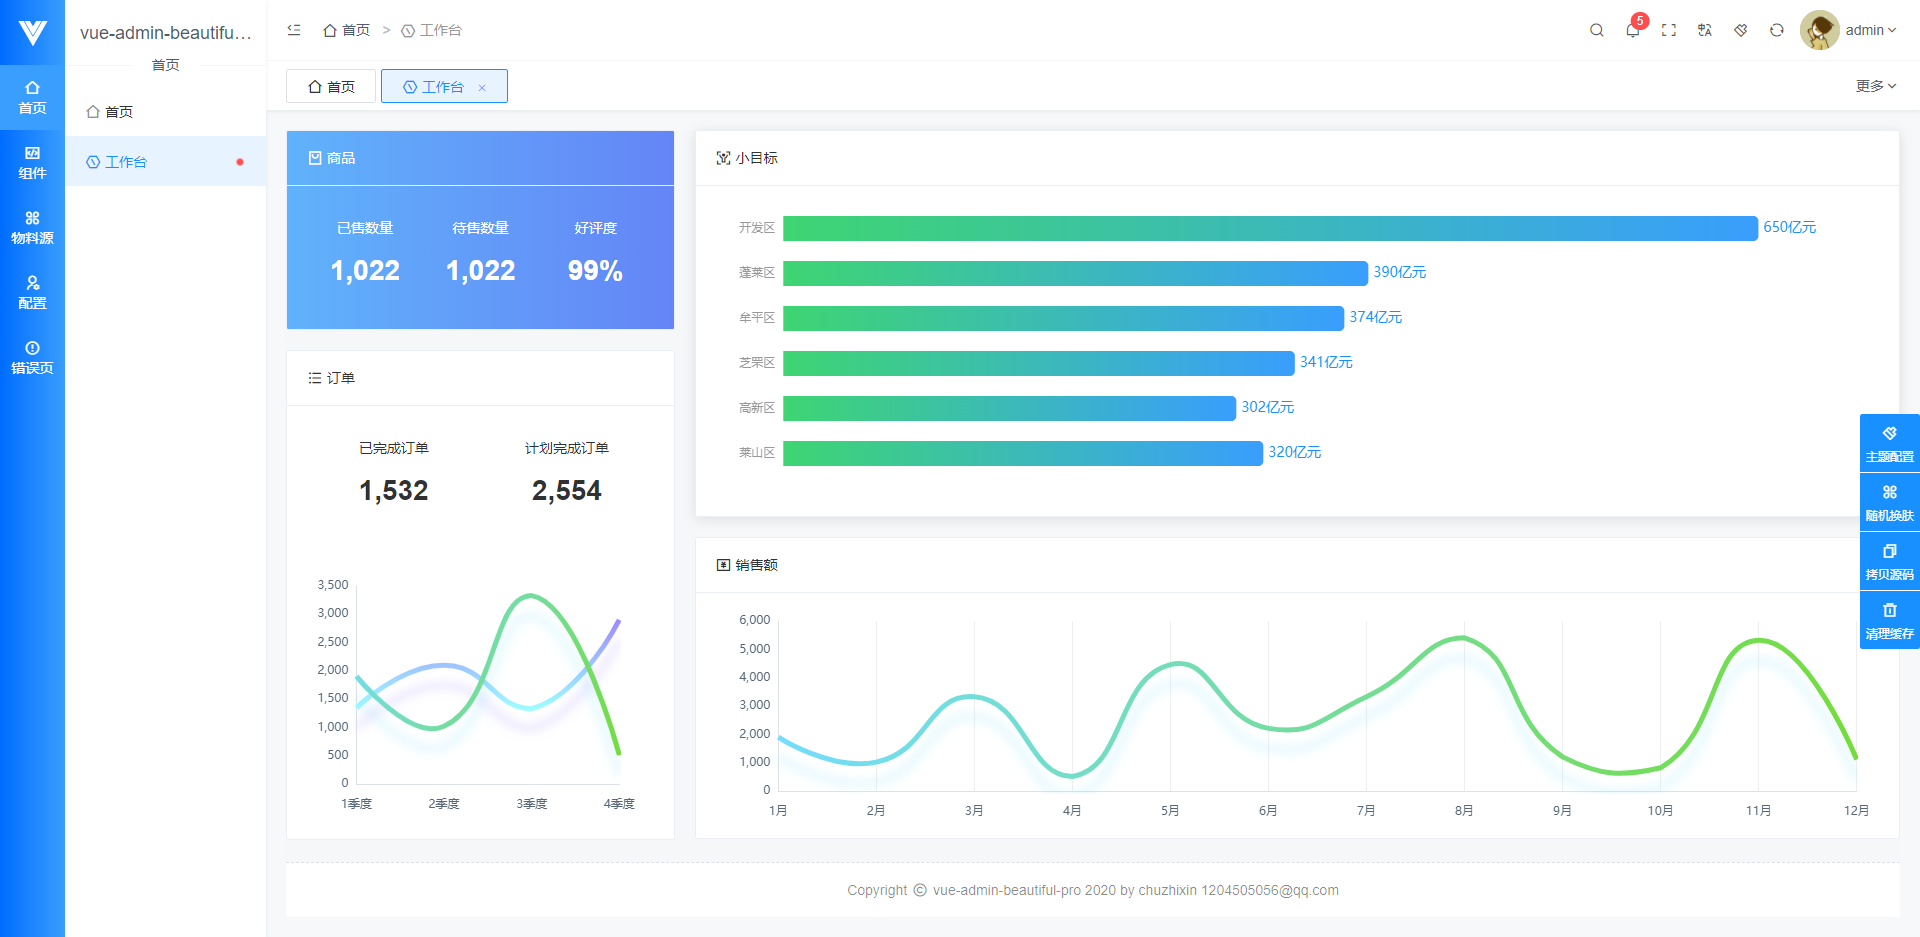 首页
组件
物料源
配置
错误页
vue-admin-beautifu...
首页
首页
工作台
首页 > 工作台
5
admin
首页
工作台 ×
更多
商品
已售数量 待售数量 好评度
1,022 1,022 99%
订单
已完成订单 计划完成订单
1,532 2,554
3,500
3,000
2,500
2,000
1,500
1,000
500
0
1季度 2季度 3季度 4季度
小目标
开发区 650亿元
蓬莱区 390亿元
牟平区 374亿元
芝罘区 341亿元
高新区 302亿元
莱山区 320亿元
销售额
6,000
5,000
4,000
3,000
2,000
1,000
0
1月 2月 3月 4月 5月 6月 7月 8月 9月 10月 11月 12月
主题配置
随机换肤
拷贝源码
清理缓存
Copyright © vue-admin-beautiful-pro 2020 by chuzhixin 1204505056@qq.com